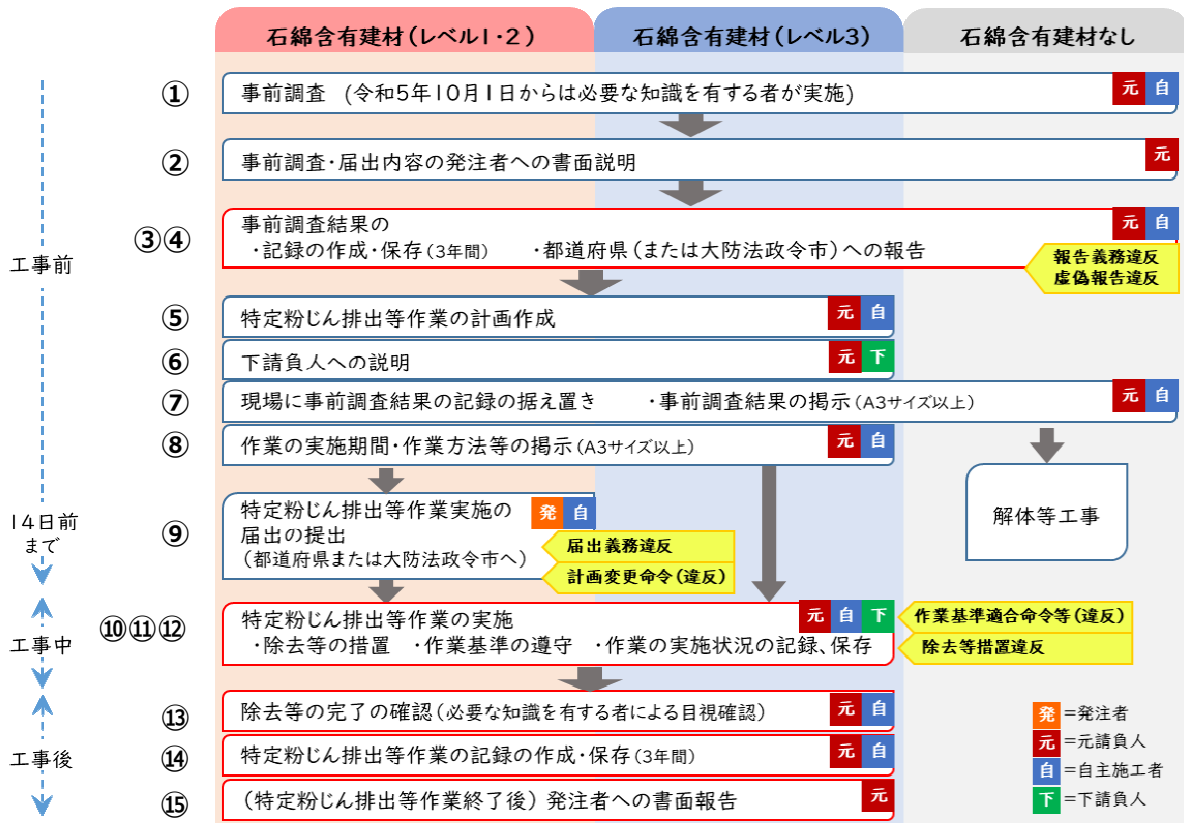 石綿含有建材(レベル1・2)
石綿含有建材(レベル3)
石綿含有建材なし
工事前
①
事前調査 (令和5年10月1日からは必要な知識を有する者が実施)
元 自
②
事前調査・届出内容の発注者への書面説明
元
③④
事前調査結果の
・記録の作成・保存(3年間) ・都道府県(または大防法政令市)への報告
元 自
報告義務違反
虚偽報告違反
⑤
特定粉じん排出等作業の計画作成
元 自
⑥
下請負人への説明
元 下
⑦
現場に事前調査結果の記録の据え置き ・事前調査結果の掲示(A3サイズ以上)
元 自
⑧
作業の実施期間・作業方法等の掲示(A3サイズ以上)
元 自
14日前
まで
⑨
特定粉じん排出等作業実施の
届出の提出
(都道府県または大防法政令市へ)
発 自
届出義務違反
計画変更命令(違反)
解体等工事
工事中
⑩⑪⑫
特定粉じん排出等作業の実施
・除去等の措置 ・作業基準の遵守 ・作業の実施状況の記録、保存
元 自 下
作業基準適合命令等(違反)
除去等措置違反
工事後
⑬
除去等の完了の確認(必要な知識を有する者による目視確認)
元 自
⑭
特定粉じん排出等作業の記録の作成・保存(3年間)
元 自
⑮
(特定粉じん排出等作業終了後)発注者への書面報告
元
発=発注者
元=元請負人
自=自主施工者
下=下請負人